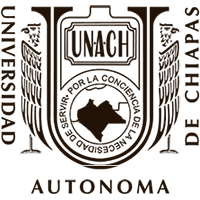 UNIVERSIDAD
UNACH
POR LA CONCIENCIA DE LA NECESIDAD DE SERVIR
DE CHIAPAS
AUTONOMA